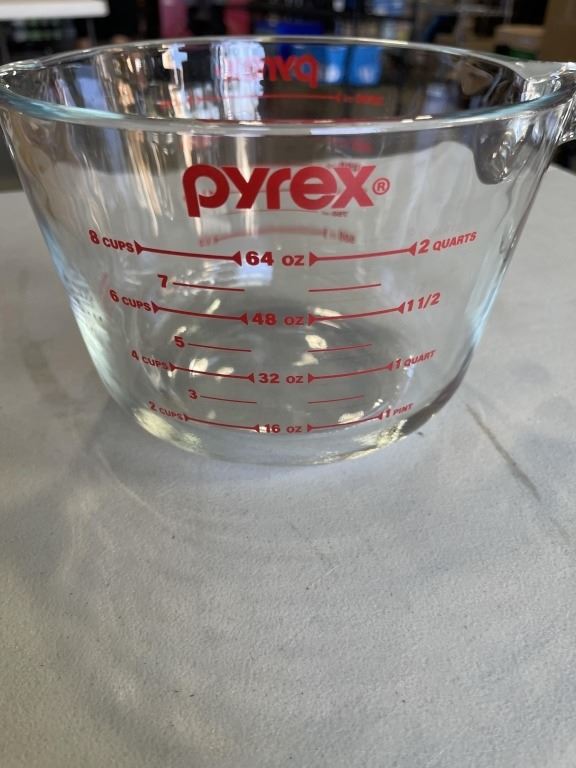 pyrex®
8 CUPS 64 OZ 2 QUARTS
7
6 CUPS 48 OZ 1 1/2
5
4 CUPS 32 OZ 1 QUART
3
2 CUPS 16 OZ 1 PINT